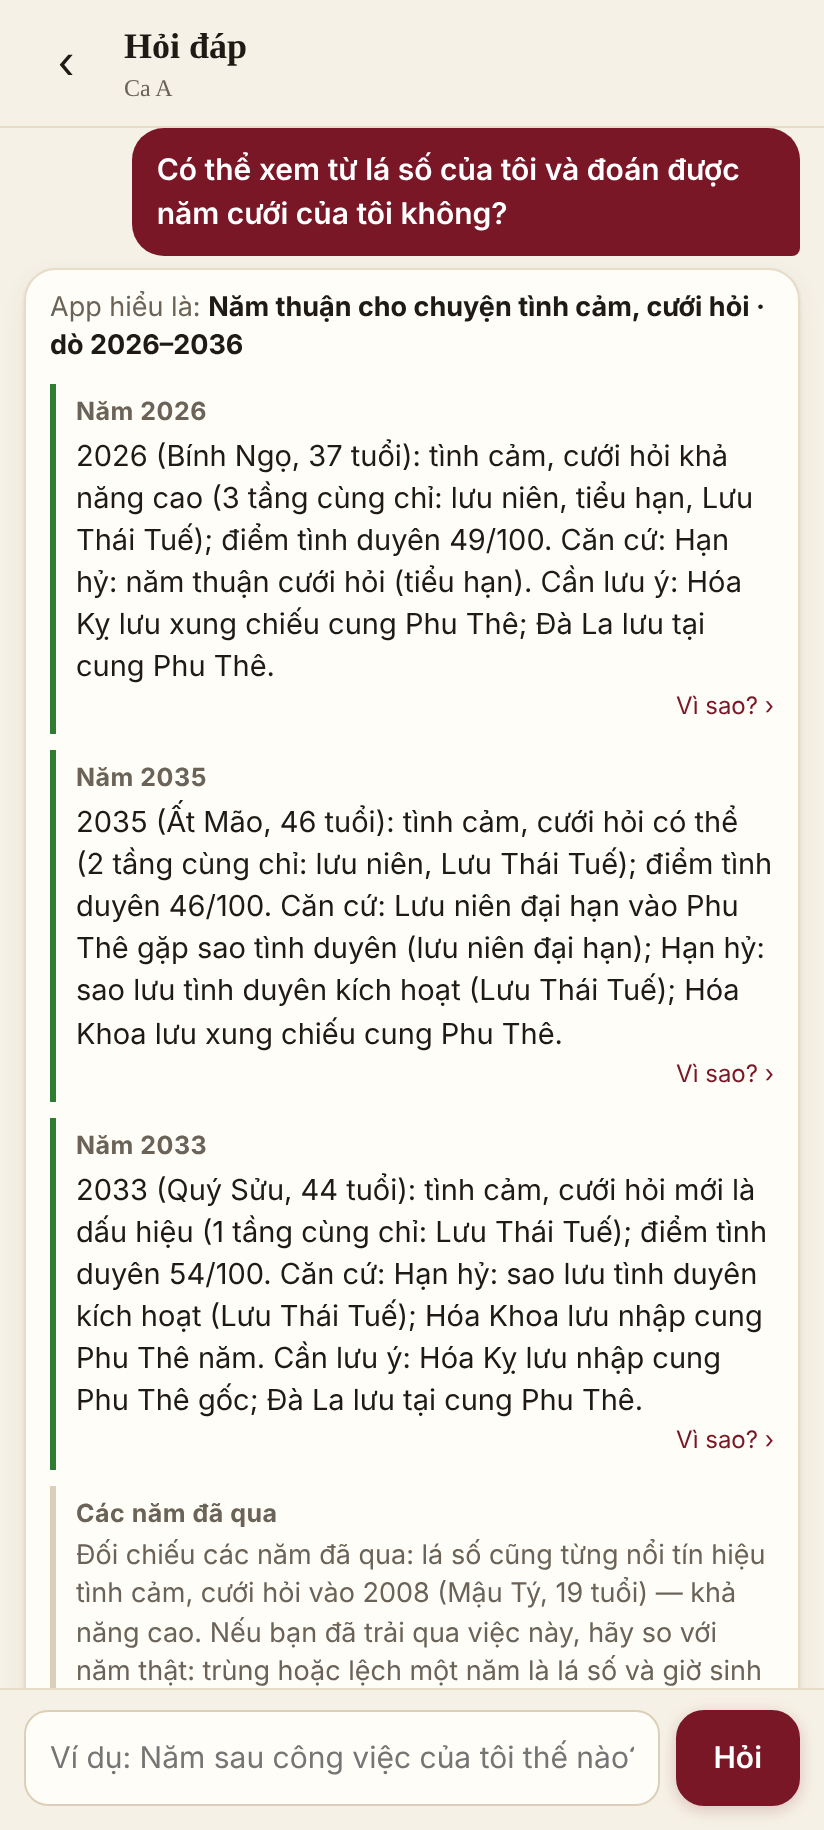 Hỏi đáp
Ca A
Có thể xem từ lá số của tôi và đoán được
năm cưới của tôi không?
App hiểu là: Năm thuận cho chuyện tình cảm, cưới hỏi ·
dò 2026–2036
Năm 2026
2026 (Bính Ngọ, 37 tuổi): tình cảm, cưới hỏi khả
năng cao (3 tầng cùng chỉ: lưu niên, tiểu hạn, Lưu
Thái Tuế); điểm tình duyên 49/100. Căn cứ: Hạn
hỷ: năm thuận cưới hỏi (tiểu hạn). Cần lưu ý: Hóa
Kỵ lưu xung chiếu cung Phu Thê; Đà La lưu tại
cung Phu Thê.
Vì sao? ›
Năm 2035
2035 (Ất Mão, 46 tuổi): tình cảm, cưới hỏi có thể
(2 tầng cùng chỉ: lưu niên, Lưu Thái Tuế); điểm tình
duyên 46/100. Căn cứ: Lưu niên đại hạn vào Phu
Thê gặp sao tình duyên (lưu niên đại hạn); Hạn hỷ:
sao lưu tình duyên kích hoạt (Lưu Thái Tuế); Hóa
Khoa lưu xung chiếu cung Phu Thê.
Vì sao? ›
Năm 2033
2033 (Quý Sửu, 44 tuổi): tình cảm, cưới hỏi mới là
dấu hiệu (1 tầng cùng chỉ: Lưu Thái Tuế); điểm tình
duyên 54/100. Căn cứ: Hạn hỷ: sao lưu tình duyên
kích hoạt (Lưu Thái Tuế); Hóa Khoa lưu nhập cung
Phu Thê năm. Cần lưu ý: Hóa Kỵ lưu nhập cung
Phu Thê gốc; Đà La lưu tại cung Phu Thê.
Vì sao? ›
Các năm đã qua
Đối chiếu các năm đã qua: lá số cũng từng nổi tín hiệu
tình cảm, cưới hỏi vào 2008 (Mậu Tý, 19 tuổi) — khả
năng cao. Nếu bạn đã trải qua việc này, hãy so với
năm thật: trùng hoặc lệch một năm là lá số và giờ sinh
Ví dụ: Năm sau công việc của tôi thế nào?
Hỏi